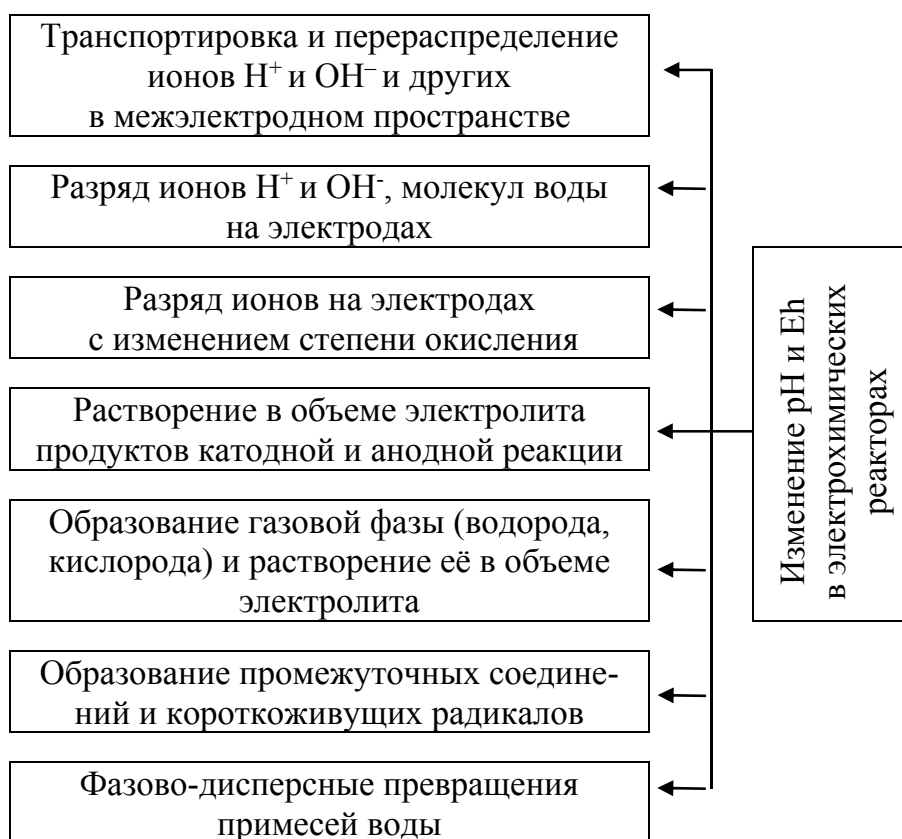 Транспортировка и перераспределение
ионов H⁺ и OH⁻ и других
в межэлектродном пространстве
Разряд ионов H⁺ и OH⁻, молекул воды
на электродах
Разряд ионов на электродах
с изменением степени окисления
Растворение в объеме электролита
продуктов катодной и анодной реакции
Образование газовой фазы (водорода,
кислорода) и растворение её в объеме
электролита
Образование промежуточных соедине-
ний и короткоживущих радикалов
Фазово-дисперсные превращения
примесей воды
Изменение pH и Eh
в электрохимических
реакторах